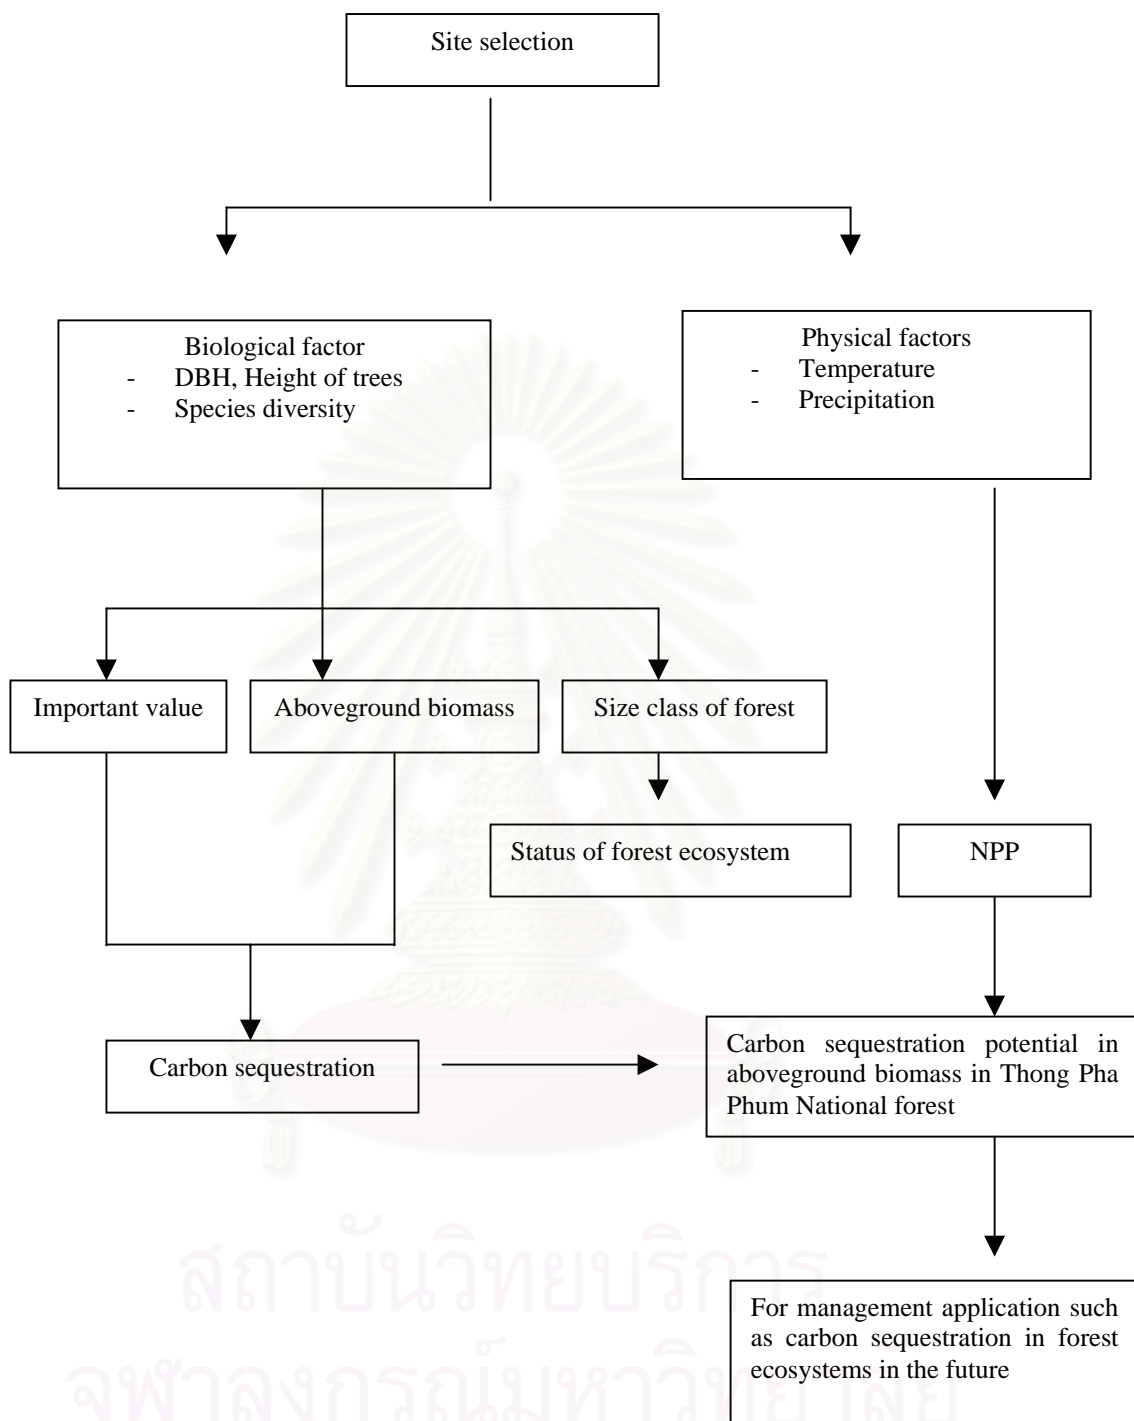 Site selection
Biological factor
- DBH, Height of trees
- Species diversity
Physical factors
- Temperature
- Precipitation
Important value
Aboveground biomass
Size class of forest
Status of forest ecosystem
NPP
Carbon sequestration
Carbon sequestration potential in
aboveground biomass in Thong Pha
Phum National forest
For management application such
as carbon sequestration in forest
ecosystems in the future
สถาบันวิทยบริการ
จุฬาลงกรณ์มหาวิทยาลัย